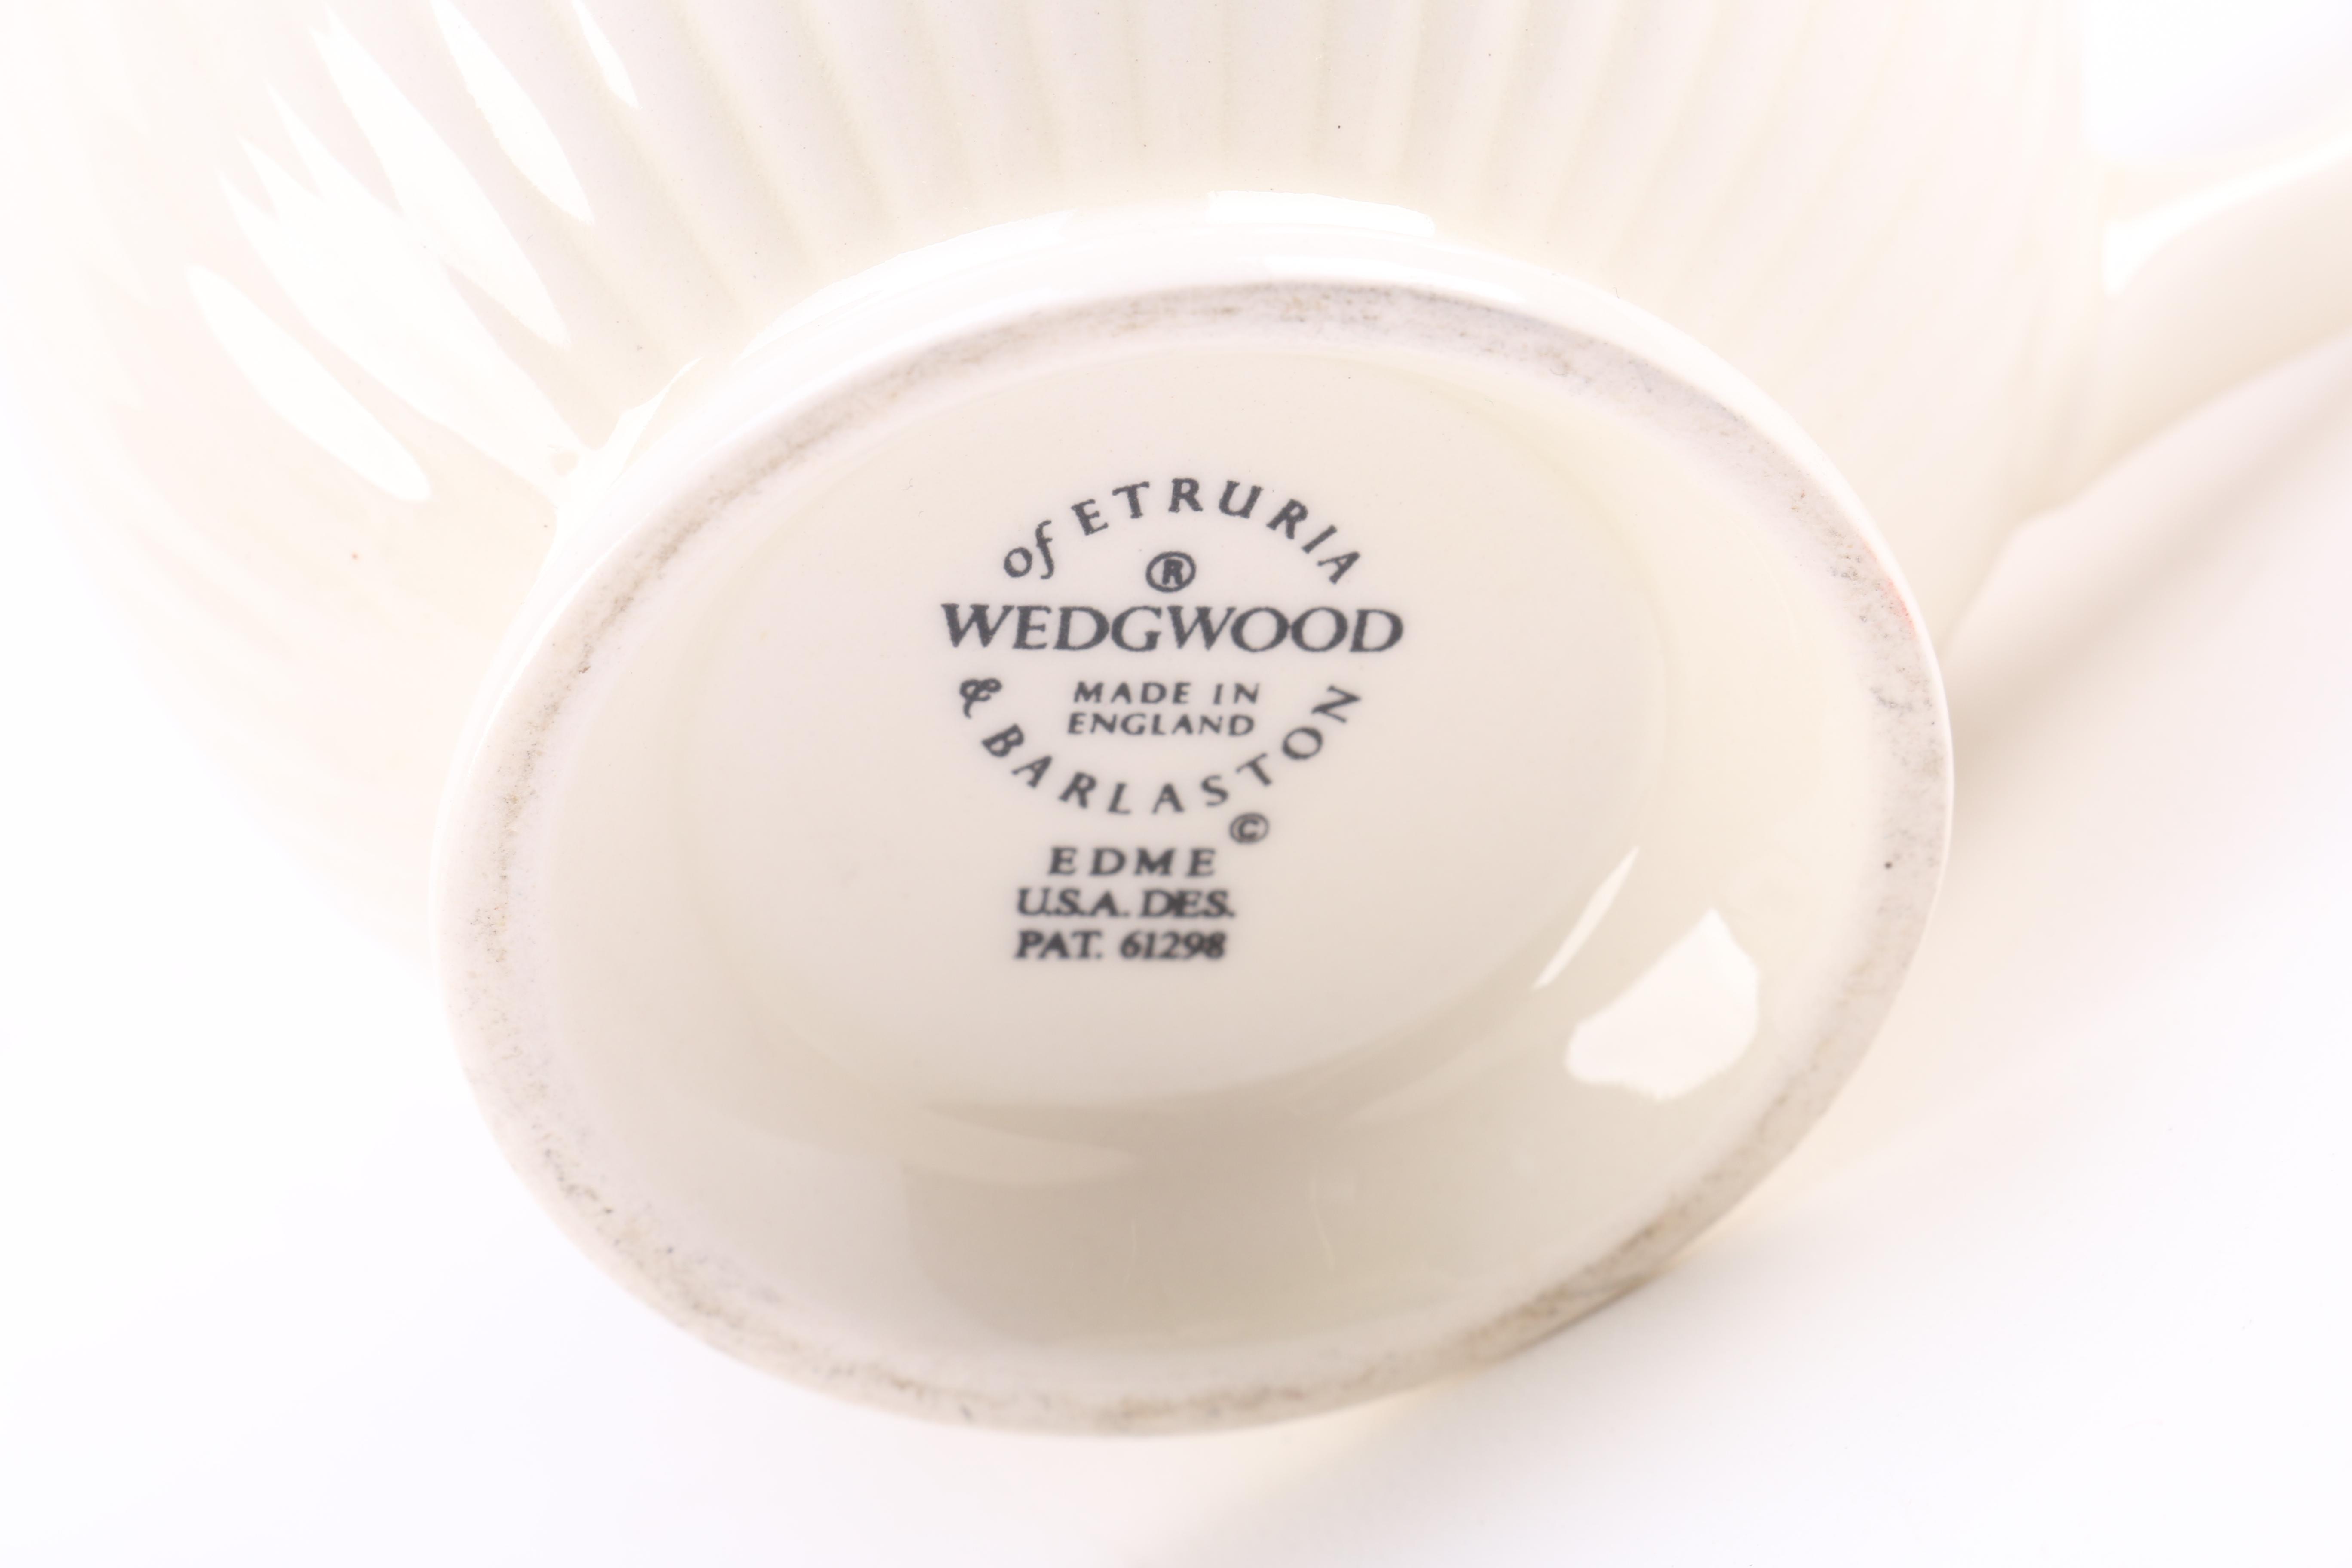 of ETRURIA
®
WEDGWOOD
MADE IN
ENGLAND
& BARLASTON
©
EDME
U.S.A. DES.
PAT. 61298